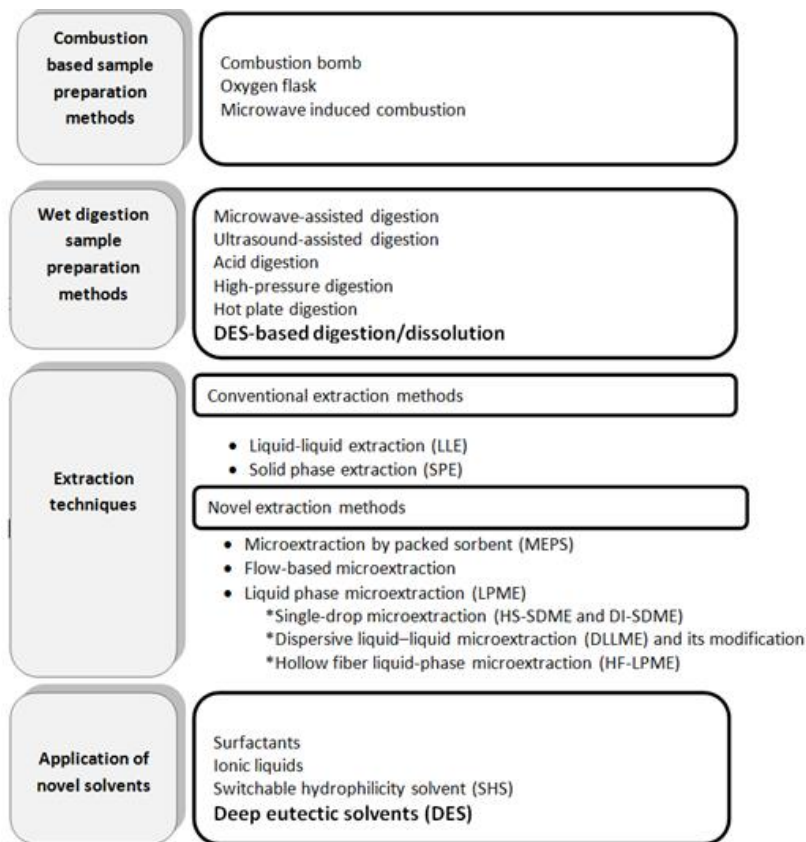 Combustion
based sample
preparation
methods
Combustion bomb
Oxygen flask
Microwave induced combustion
Wet digestion
sample
preparation
methods
Microwave-assisted digestion
Ultrasound-assisted digestion
Acid digestion
High-pressure digestion
Hot plate digestion
DES-based digestion/dissolution
Extraction
techniques
Conventional extraction methods
• Liquid-liquid extraction (LLE)
• Solid phase extraction (SPE)
Novel extraction methods
• Microextraction by packed sorbent (MEPS)
• Flow-based microextraction
• Liquid phase microextraction (LPME)
*Single-drop microextraction (HS-SDME and DI-SDME)
*Dispersive liquid–liquid microextraction (DLLME) and its modification
*Hollow fiber liquid-phase microextraction (HF-LPME)
Application of
novel solvents
Surfactants
Ionic liquids
Switchable hydrophilicity solvent (SHS)
Deep eutectic solvents (DES)